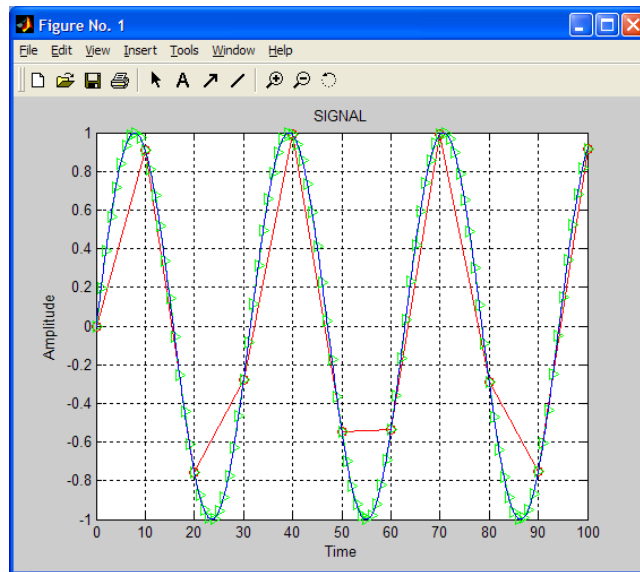 Figure No. 1
File Edit View Insert Tools Window Help
A
SIGNAL
1
0.8
0.6
0.4
0.2
0
-0.2
-0.4
-0.6
-0.8
-1
Amplitude
0 10 20 30 40 50 60 70 80 90 100
Time